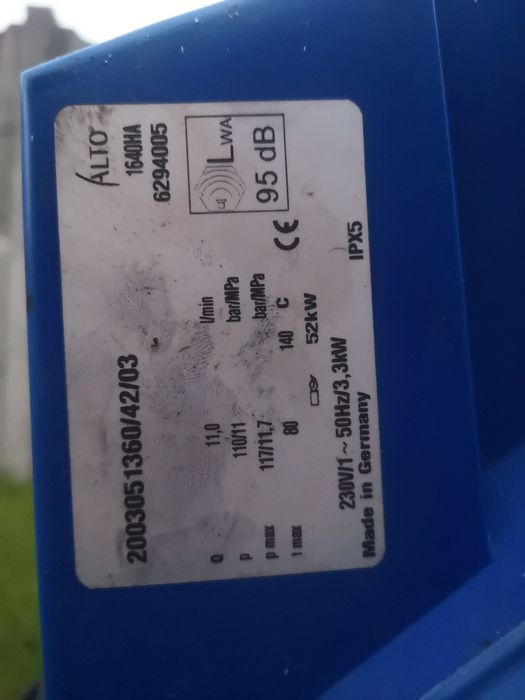 ALTO
1640HA
6294005
LWA
95 dB
2003051360/42/03
Q 11,0 l/min
p 110/11 bar/MPa
p max 117/11,7 bar/MPa
t max 80 140 C
CE
52kW
230V/1~50Hz/3,3kW IPX5
Made in Germany